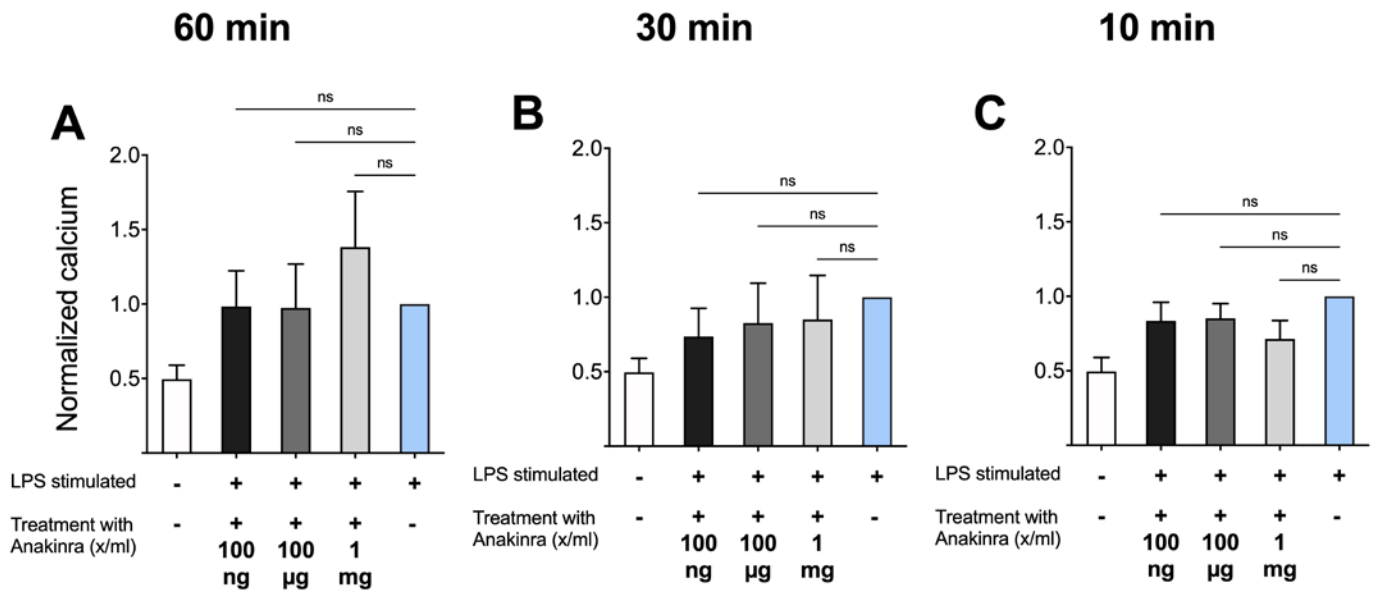 60 min
30 min
10 min
A
B
C
ns
ns
ns
2.0
1.5
1.0
0.5
Normalized calcium
LPS stimulated - + + + +
Treatment with - + + + -
Anakinra (x/ml) 100 100 1
ng µg mg
ns
ns
ns
2.0
1.5
1.0
0.5
LPS stimulated - + + + +
Treatment with - + + + -
Anakinra (x/ml) 100 100 1
ng µg mg
ns
ns
ns
2.0
1.5
1.0
0.5
LPS stimulated - + + + +
Treatment with - + + + -
Anakinra (x/ml) 100 100 1
ng µg mg